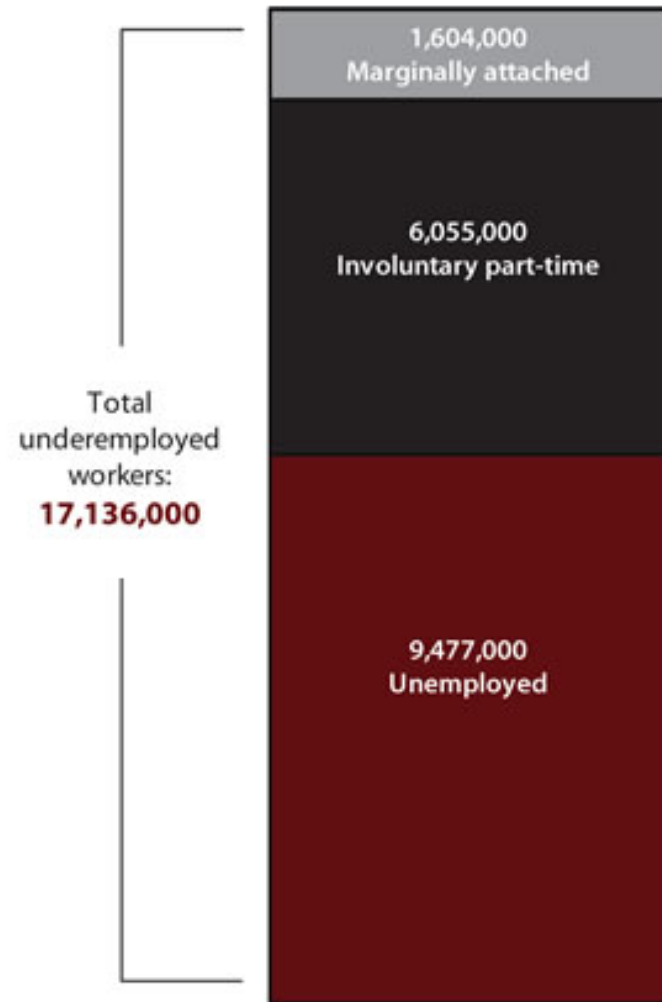 1,604,000
Marginally attached
6,055,000
Involuntary part-time
Total
underemployed
workers:
17,136,000
9,477,000
Unemployed